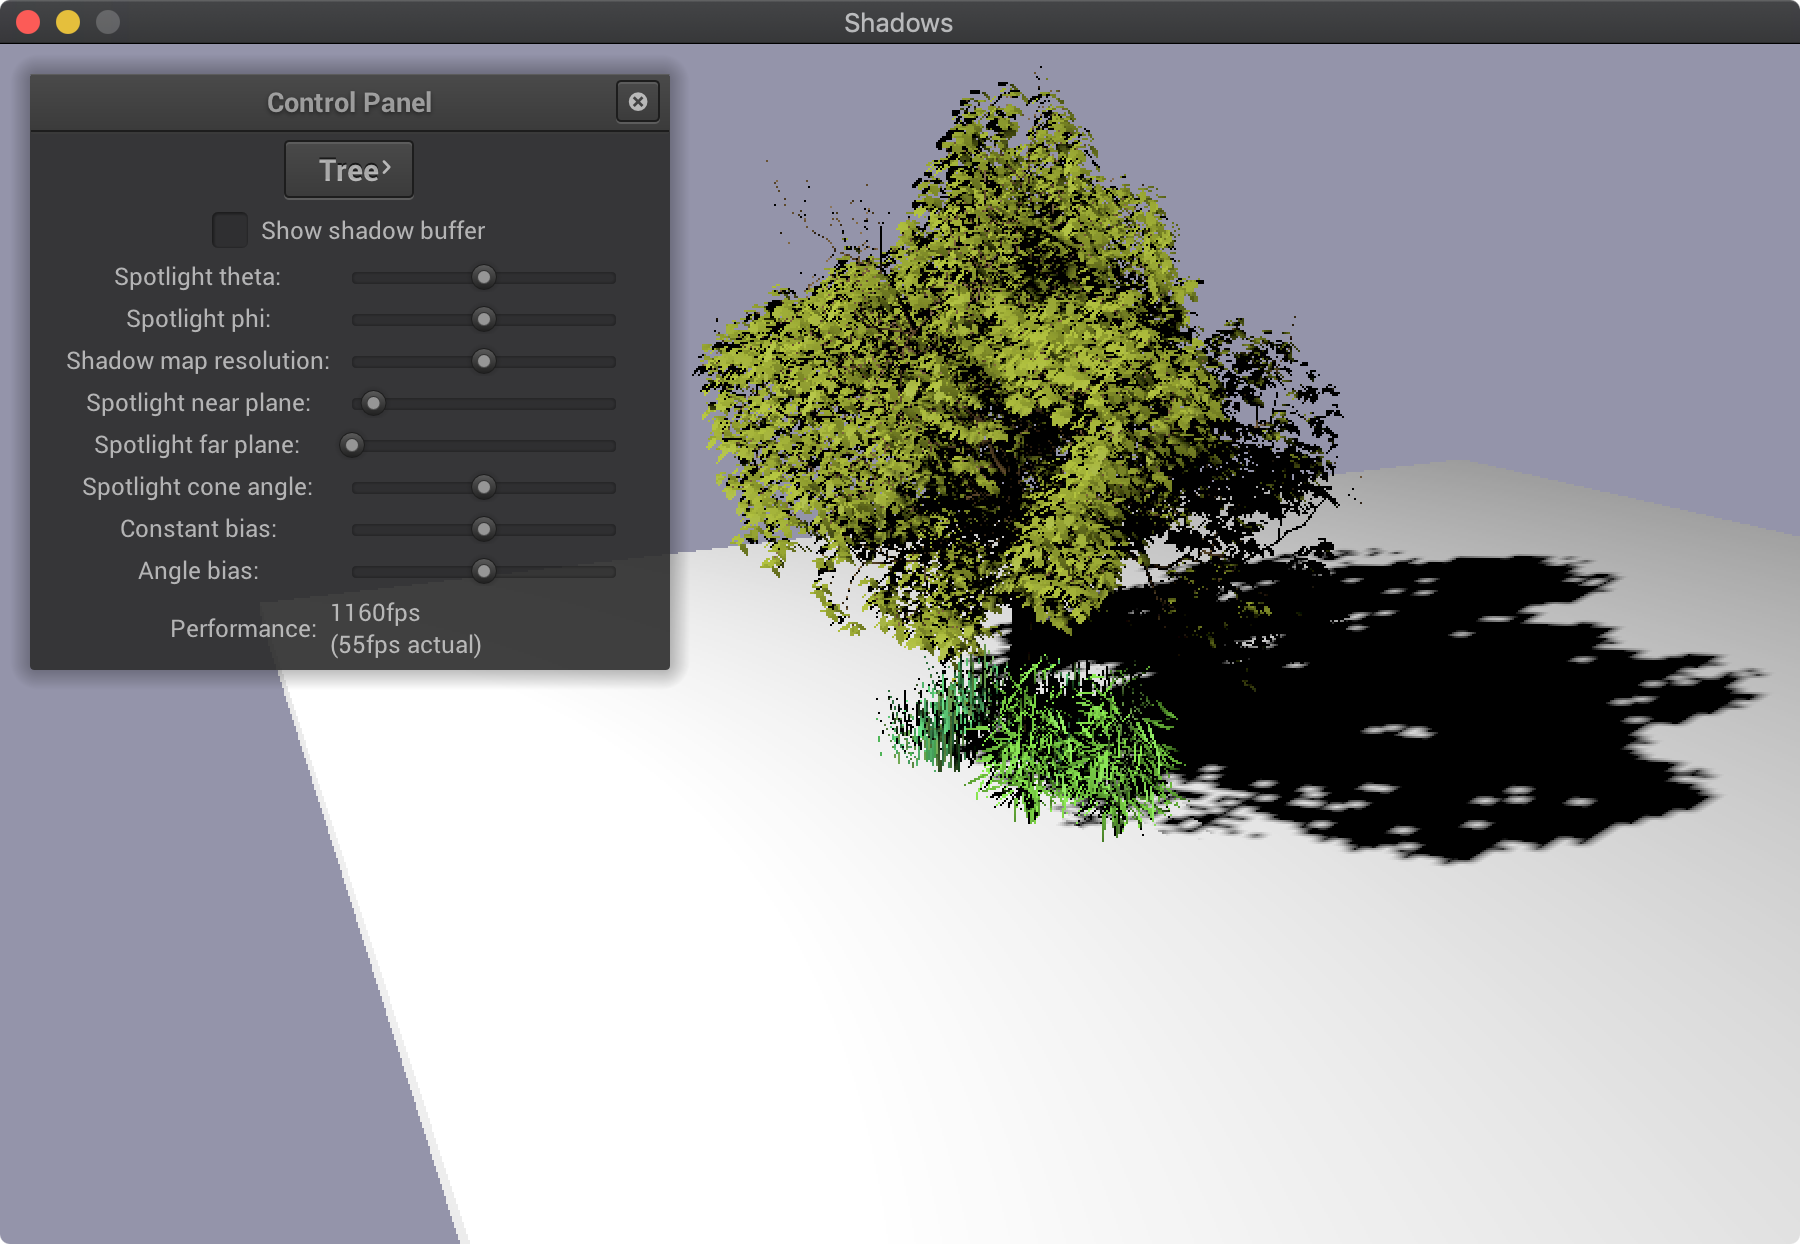 Shadows
Control Panel
Tree›
Show shadow buffer
Spotlight theta:
Spotlight phi:
Shadow map resolution:
Spotlight near plane:
Spotlight far plane:
Spotlight cone angle:
Constant bias:
Angle bias:
Performance: 1160fps
(55fps actual)